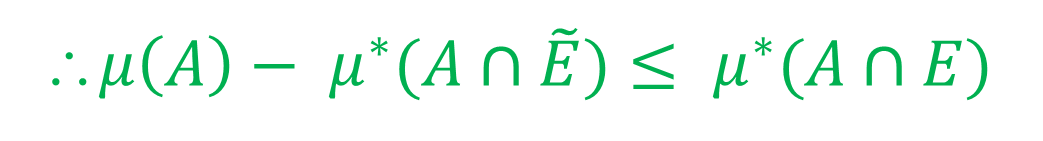 ∴μ(A) − μ*(A ∩ Ẽ) ≤ μ*(A ∩ E)